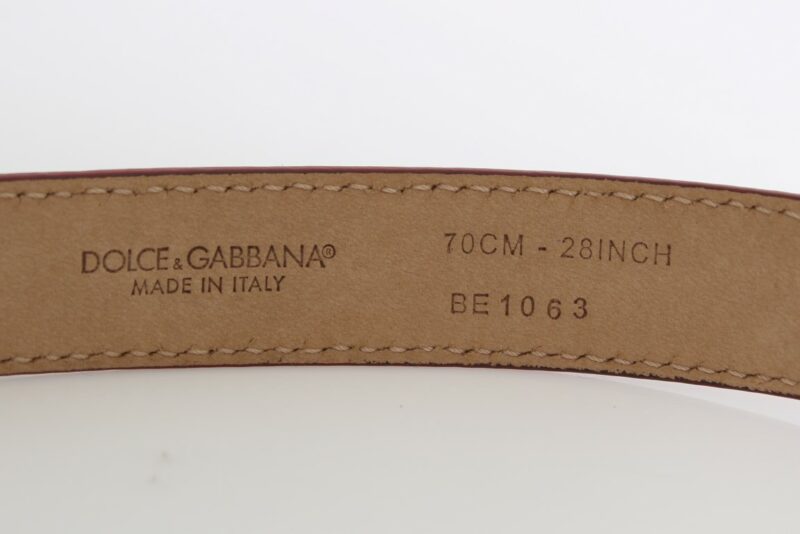 DOLCE & GABBANA®
MADE IN ITALY
70CM - 28INCH
BE1063